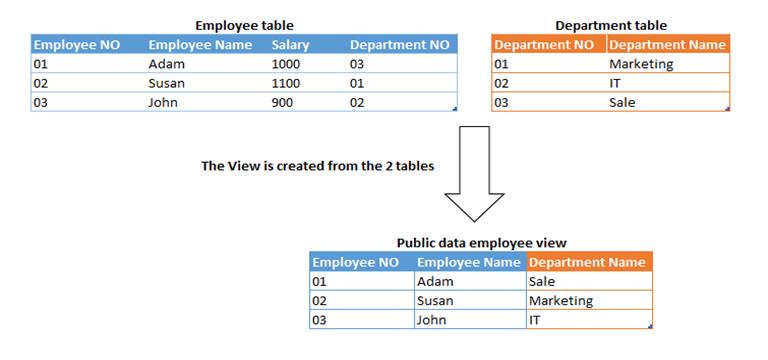 Employee table
Employee NO Employee Name Salary Department NO
01 Adam 1000 03
02 Susan 1100 01
03 John 900 02
Department table
Department NO Department Name
01 Marketing
02 IT
03 Sale
The View is created from the 2 tables
Public data employee view
Employee NO Employee Name Department Name
01 Adam Sale
02 Susan Marketing
03 John IT